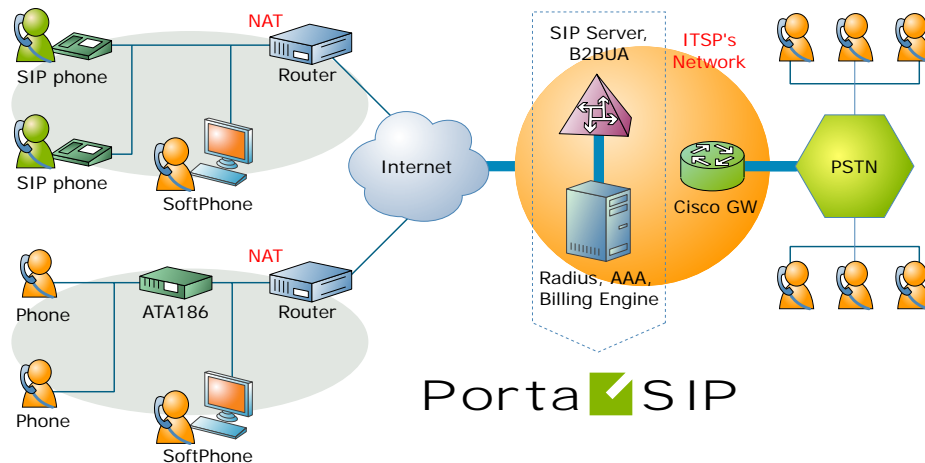 NAT
SIP phone
Router
SIP phone
SoftPhone
Internet
SIP Server,
B2BUA
ITSP's
Network
Cisco GW
PSTN
Radius, AAA,
Billing Engine
NAT
Phone
ATA186
Router
Phone
SoftPhone
Porta SIP